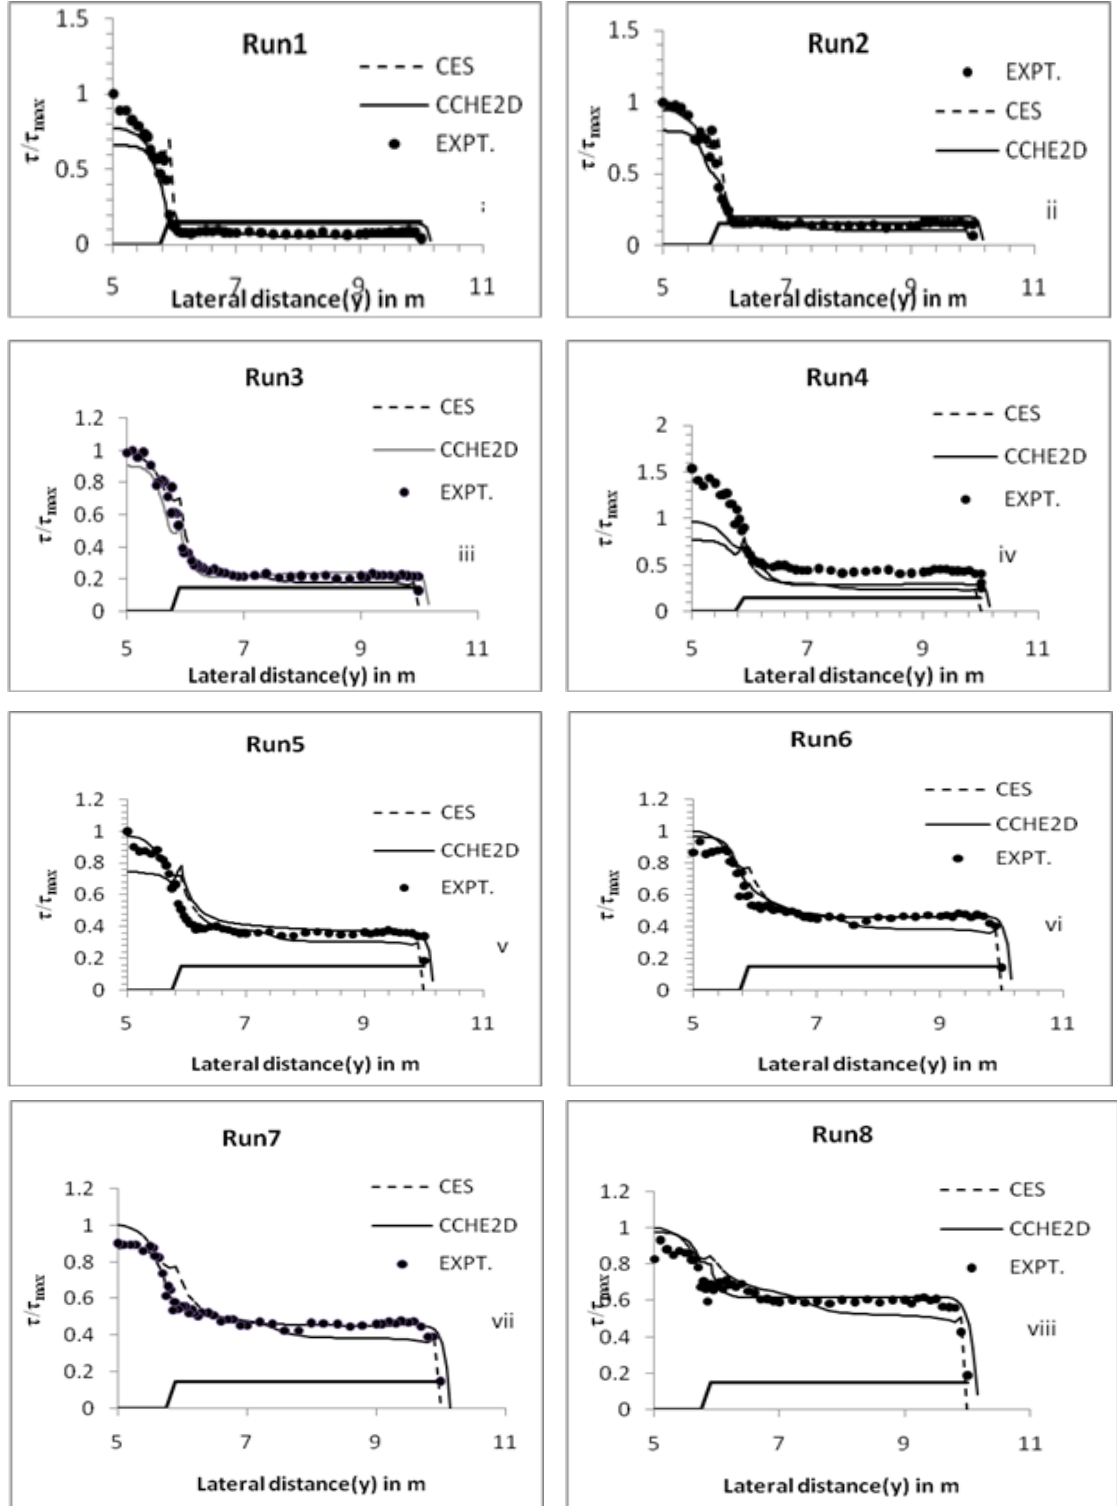 Run1
1.5
1
0.5
0
τ/τmax
CES
CCHE2D
EXPT.
5
7
9
11
Lateral distance(y) in m
Run2
1.5
1
0.5
0
τ/τmax
EXPT.
CES
CCHE2D
ii
5
7
9
11
Lateral distance(y) in m
Run3
1.2
1
0.8
0.6
0.4
0.2
0
τ/τmax
CES
CCHE2D
EXPT.
iii
5
7
9
11
Lateral distance(y) in m
Run4
2
1.5
1
0.5
0
τ/τmax
CES
CCHE2D
EXPT.
iv
5
7
9
11
Lateral distance(y) in m
Run5
1.2
1
0.8
0.6
0.4
0.2
0
τ/τmax
CES
CCHE2D
EXPT.
v
5
7
9
11
Lateral distance(y) in m
Run6
1.2
1
0.8
0.6
0.4
0.2
0
τ/τmax
CES
CCHE2D
EXPT.
vi
5
7
9
11
Lateral distance(y) in m
Run7
1.2
1
0.8
0.6
0.4
0.2
0
τ/τmax
CES
CCHE2D
EXPT.
vii
5
7
9
11
Lateral distance(y) in m
Run8
1.2
1
0.8
0.6
0.4
0.2
0
τ/τmax
CES
CCHE2D
EXPT.
viii
5
7
9
11
Lateral distance(y) in m